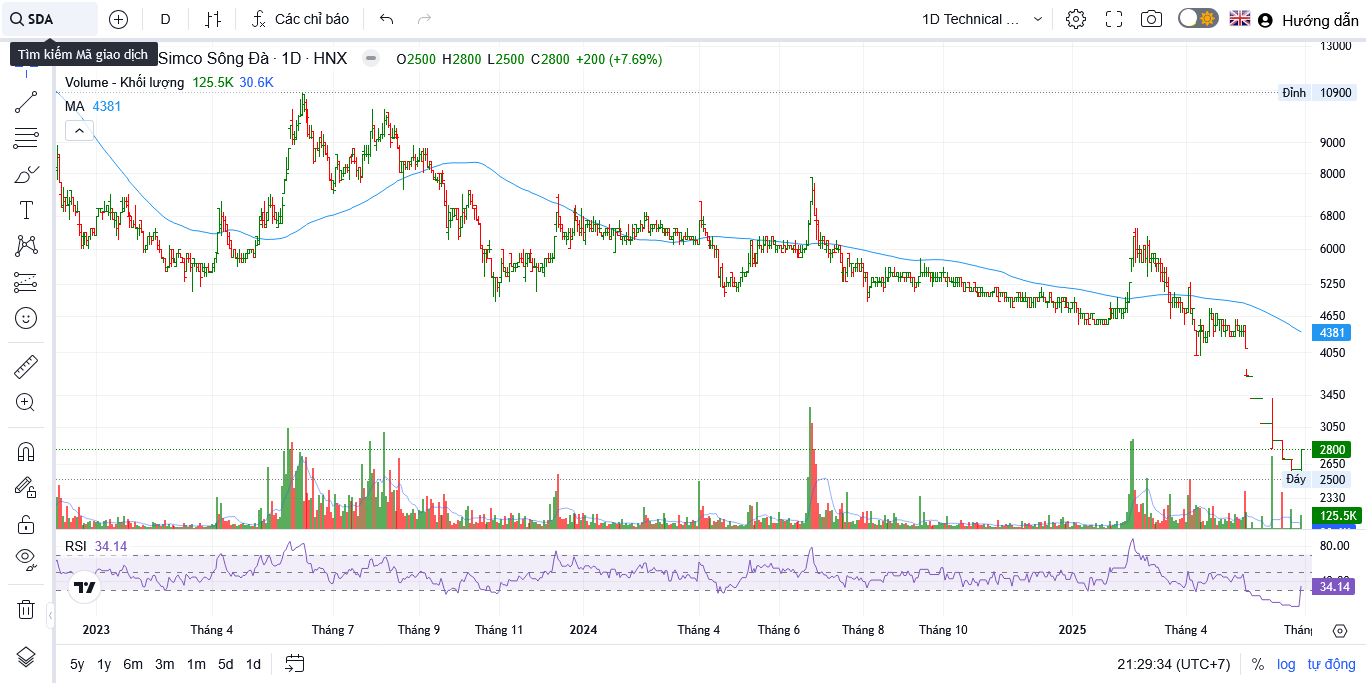 SDA
D
Các chỉ báo
1D Technical ...
Hướng dẫn
Tìm kiếm Mã giao dịch
Simco Sông Đà · 1D · HNX
O2500 H2800 L2500 C2800 +200 (+7.69%)
Volume - Khối lượng 125.5K 30.6K
MA 4381
13000
Đỉnh 10900
9000
8000
6800
6000
5250
4650
4381
4050
3450
3050
2800
2650
Đáy 2500
2330
125.5K
RSI 34.14
80.00
34.14
2023 Tháng 4 Tháng 7 Tháng 9 Tháng 11 2024 Tháng 4 Tháng 6 Tháng 8 Tháng 10 2025 Tháng 4
5y 1y 6m 3m 1m 5d 1d
21:29:34 (UTC+7) % log tự động